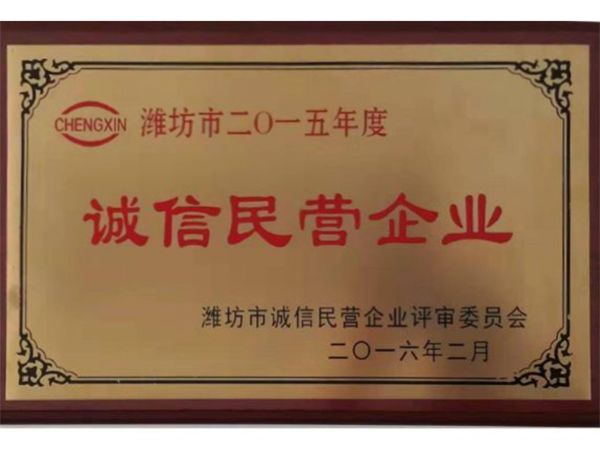 CHENGXIN 潍坊市二〇一五年度
诚信民营企业
潍坊市诚信民营企业评审委员会
二〇一六年二月